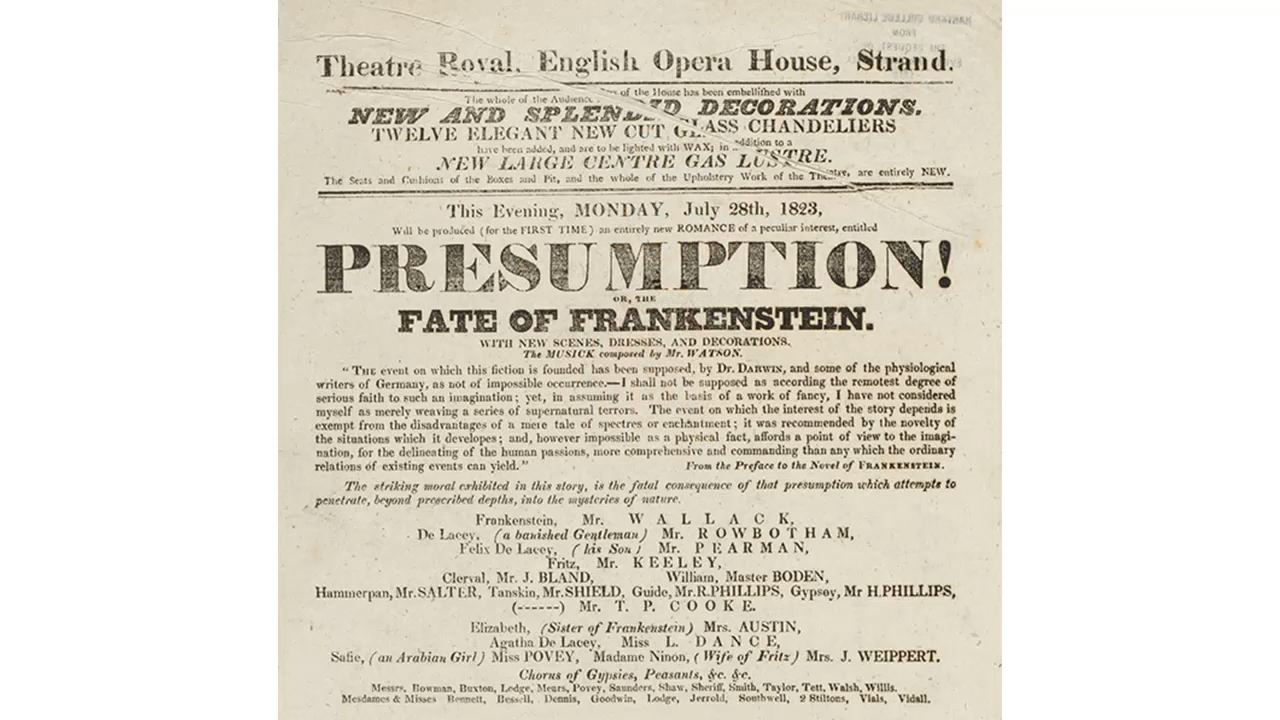 HARVARD COLLEGE LIBRARY
FROM
THE BEQUEST OF
Theatre Royal, English Opera House, Strand.
The whole of the Audience of the House has been embellished with
NEW AND SPLENDID DECORATIONS.
TWELVE ELEGANT NEW CUT GLASS CHANDELIERS
have been added, and are to be lighted with WAX; in addition to a
NEW LARGE CENTRE GAS LUSTRE.
The Seats and Cushions of the Boxes and Pit, and the whole of the Upholstery Work of the Theatre, are entirely NEW.
This Evening, MONDAY, July 28th, 1823,
Will be produced (for the FIRST TIME) an entirely new ROMANCE of a peculiar interest, entitled
PRESUMPTION!
OR, THE
FATE OF FRANKENSTEIN.
WITH NEW SCENES, DRESSES, AND DECORATIONS.
The MUSICK composed by Mr. WATSON.
"THE event on which this fiction is founded has been supposed, by Dr. DARWIN, and some of the physiological
writers of Germany, as not of impossible occurrence.—I shall not be supposed as according the remotest degree of
serious faith to such an imagination; yet, in assuming it as the basis of a work of fancy, I have not considered
myself as merely weaving a series of supernatural terrors. The event on which the interest of the story depends is
exempt from the disadvantages of a mere tale of spectres or enchantment; it was recommended by the novelty of
the situations which it developes; and, however impossible as a physical fact, affords a point of view to the imagi-
nation, for the delineating of the human passions, more comprehensive and commanding than any which the ordinary
relations of existing events can yield." From the Preface to the Novel of FRANKENSTEIN.
The striking moral exhibited in this story, is the fatal consequence of that presumption which attempts to
penetrate, beyond prescribed depths, into the mysteries of nature.
Frankenstein, Mr. WALLACK,
De Lacey, (a banished Gentleman) Mr. ROWBOTHAM,
Felix De Lacey, (his Son) Mr. PEARMAN,
Fritz, Mr. KEELEY,
Clerval, Mr. J. BLAND, William, Master BODEN,
Hammerpan, Mr. SALTER, Tanskin, Mr. SHIELD, Guide, Mr. R. PHILLIPS, Gypsey, Mr H. PHILLIPS,
(------) Mr. T. P. COOKE.
Elizabeth, (Sister of Frankenstein) Mrs. AUSTIN,
Agatha De Lacey, Miss L. DANCE,
Safie, (an Arabian Girl) Miss POVEY, Madame Ninon, (Wife of Fritz) Mrs. J. WEIPPERT.
Chorus of Gypsies, Peasants, &c. &c.
Messrs. Bowman, Buxton, Lodge, Mears, Povey, Saunders, Shaw, Sheriff, Smith, Taylor, Tett, Walsh, Willis.
Mesdames & Misses Bennett, Bessell, Dennis, Goodwin, Lodge, Jerrold, Southwell, 2 Stiltons, Vials, Vidall.